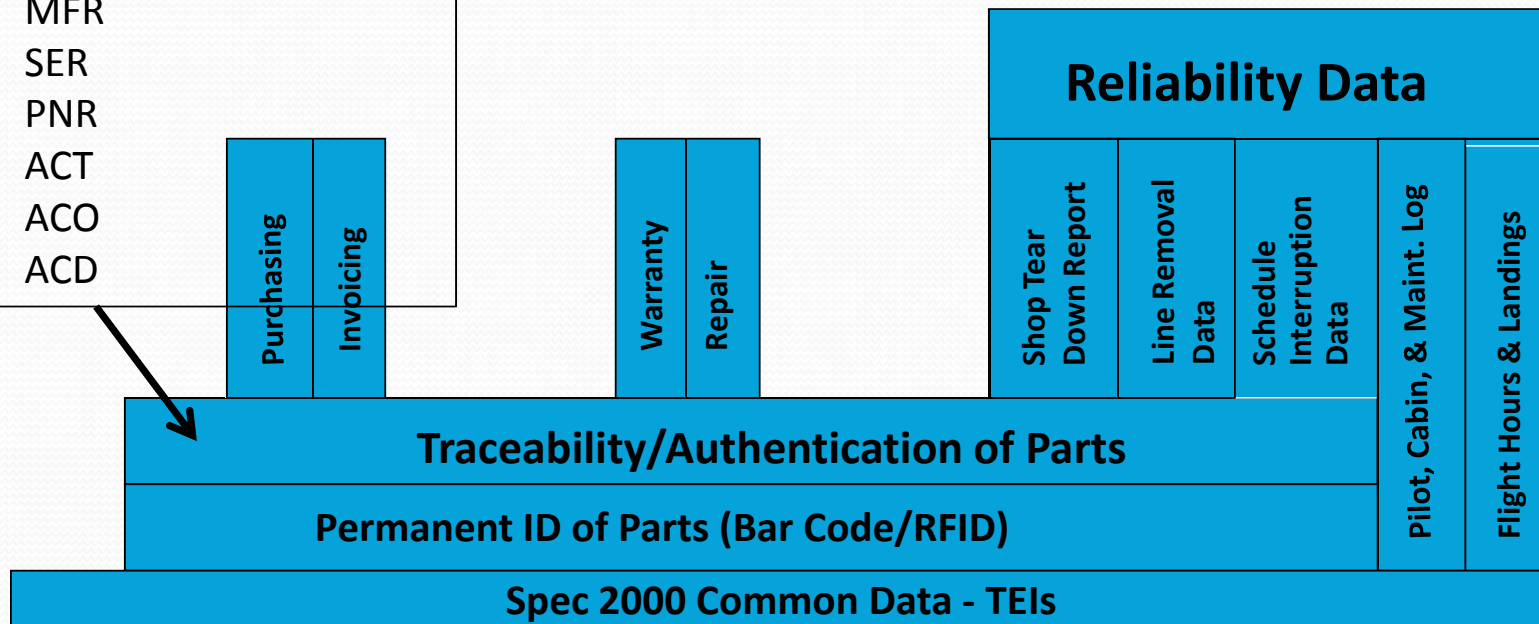 MFR
SER
PNR
ACT
ACO
ACD
Reliability Data
Purchasing
Invoicing
Warranty
Repair
Shop Tear
Down Report
Line Removal
Data
Schedule
Interruption
Data
Pilot, Cabin, & Maint. Log
Flight Hours & Landings
Traceability/Authentication of Parts
Permanent ID of Parts (Bar Code/RFID)
Spec 2000 Common Data - TEIs